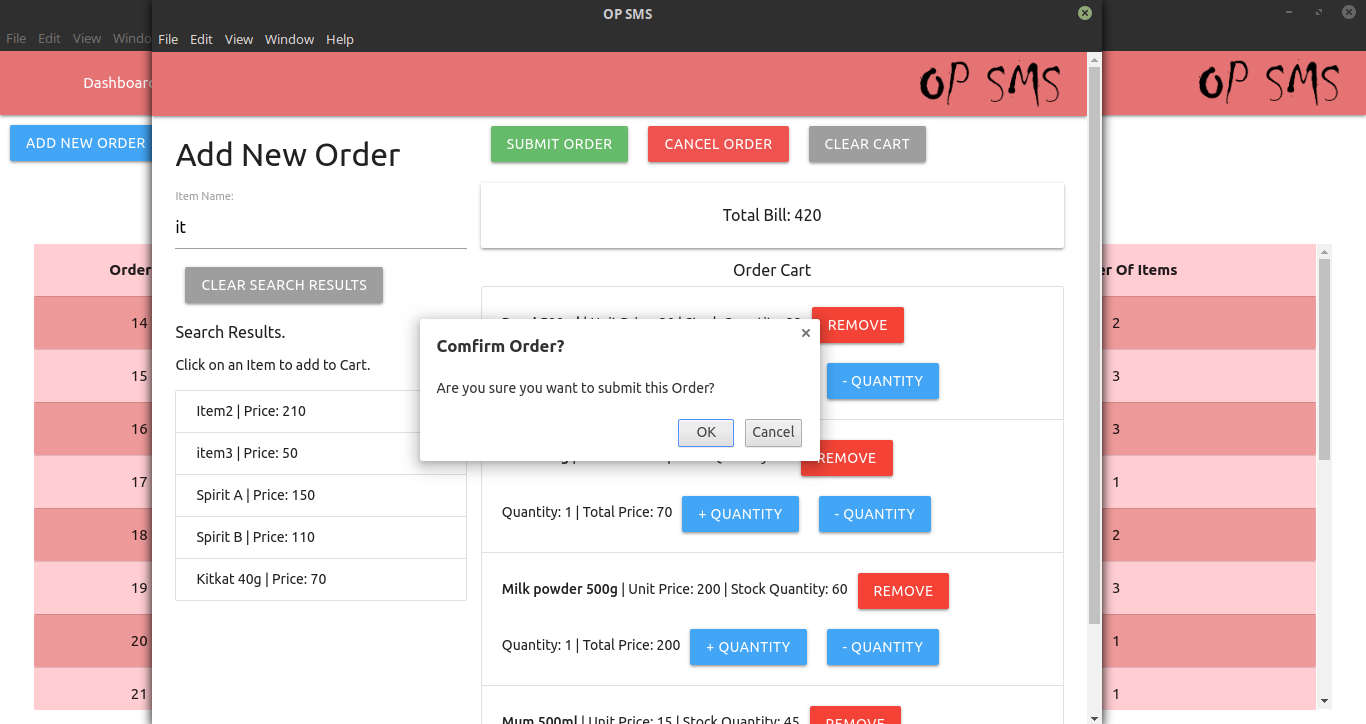 OP SMS
File Edit View Windo
File Edit View Window Help
Dashboard
OP SMS
OP SMS
ADD NEW ORDER
Add New Order
SUBMIT ORDER
CANCEL ORDER
CLEAR CART
Item Name:
it
Total Bill: 420
CLEAR SEARCH RESULTS
Order Cart
Search Results.
Click on an Item to add to Cart.
Item2 | Price: 210
item3 | Price: 50
Spirit A | Price: 150
Spirit B | Price: 110
Kitkat 40g | Price: 70
REMOVE
- QUANTITY
Comfirm Order?
×
Are you sure you want to submit this Order?
OK
Cancel
REMOVE
Quantity: 1 | Total Price: 70
+ QUANTITY
- QUANTITY
Milk powder 500g | Unit Price: 200 | Stock Quantity: 60
REMOVE
Quantity: 1 | Total Price: 200
+ QUANTITY
- QUANTITY
Mum 500ml | Unit Price: 15 | Stock Quantity: 45
REMOVE
Order
Of Items
14
2
15
3
16
3
17
1
18
2
19
3
20
1
21
1